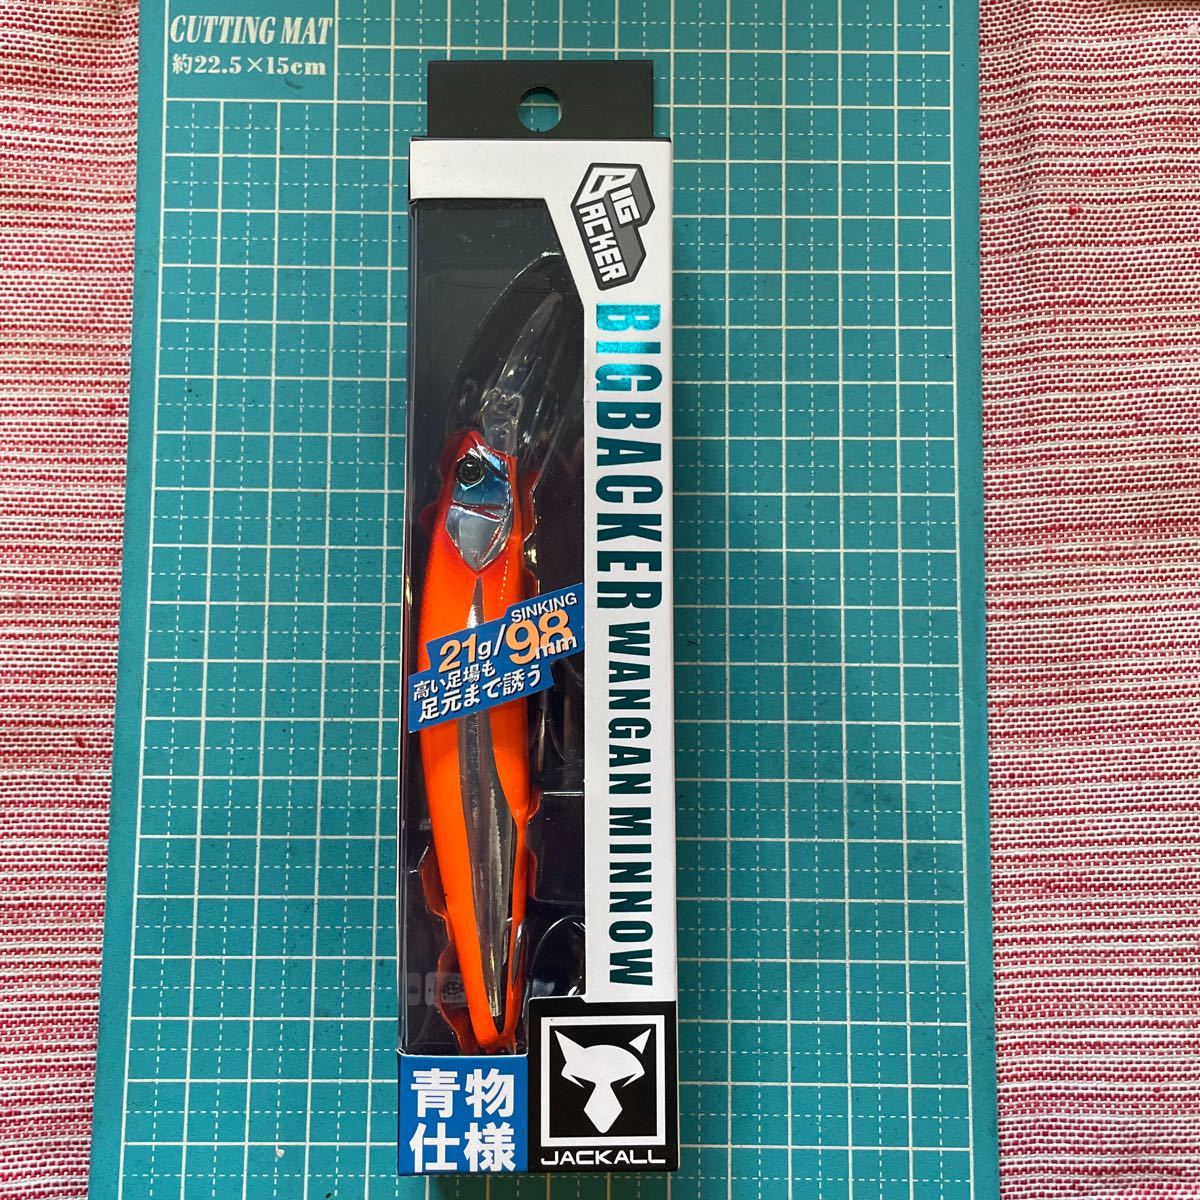 CUTTING MAT
約22.5×15cm
BIG
BACKER
BIGBACKER WANGAN MINNOW
SINKING
21g/98mm
高い足場も
足元まで誘う
青物
仕様
JACKALL